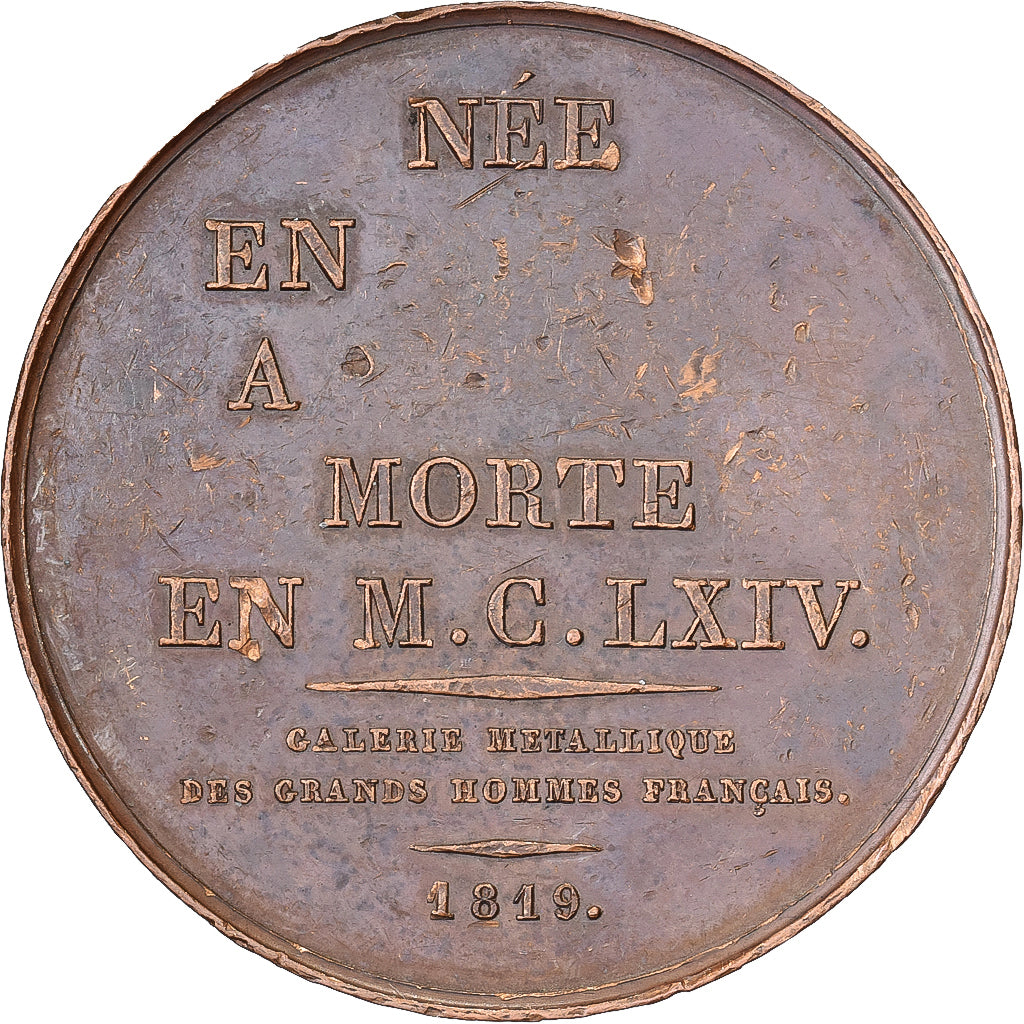 NÉE
EN
A
MORTE
EN M.C.LXIV.
GALERIE METALLIQUE
DES GRANDS HOMMES FRANÇAIS.
1819.